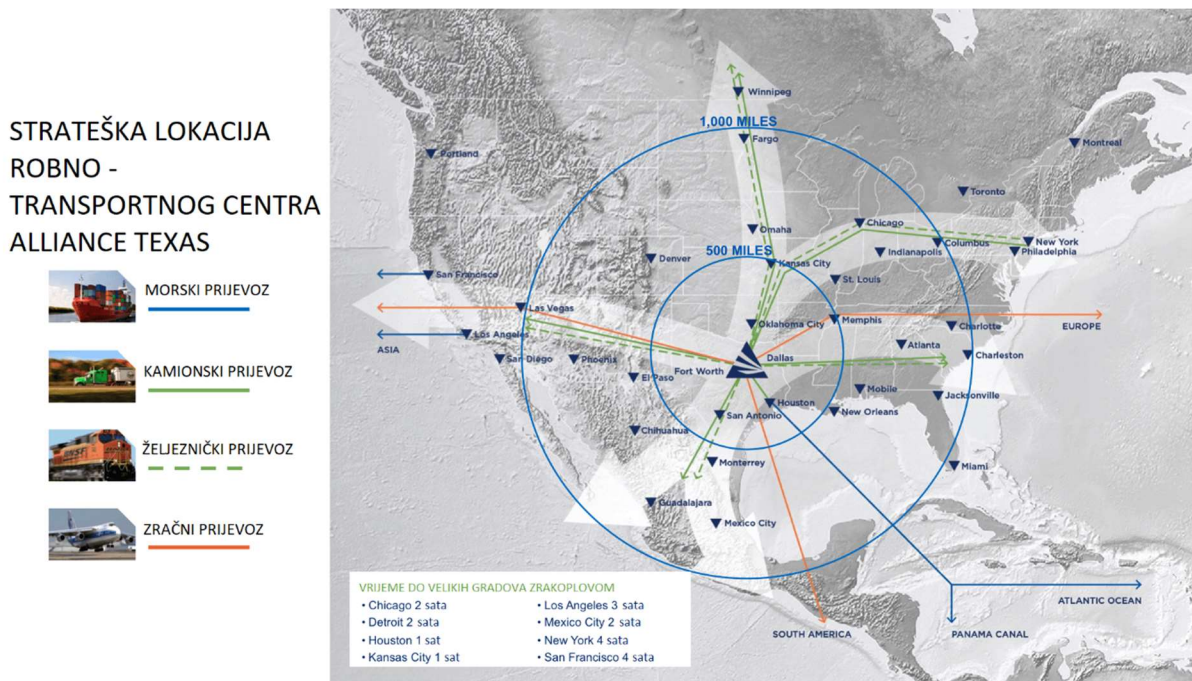 STRATEŠKA LOKACIJA
ROBNO -
TRANSPORTNOG CENTRA
ALLIANCE TEXAS
MORSKI PRIJEVOZ
KAMIONSKI PRIJEVOZ
ŽELJEZNIČKI PRIJEVOZ
ZRAČNI PRIJEVOZ
Winnipeg
1,000 MILES
Fargo
Portland
Montreal
Toronto
Chicago
Omaha
Columbus
New York
500 MILES
Indianapolis
Philadelphia
Denver
Kansas City
San Francisco
St. Louis
Las Vegas
Memphis
EUROPE
Oklahoma City
Charlotte
Los Angeles
Atlanta
ASIA
San Diego
Phoenix
Dallas
Charleston
Fort Worth
El Paso
Mobile
Jacksonville
Houston
San Antonio
New Orleans
Chihuahua
Monterrey
Miami
Guadalajara
Mexico City
VRIJEME DO VELIKIH GRADOVA ZRAKOPLOVOM
• Chicago 2 sata
• Detroit 2 sata
• Houston 1 sat
• Kansas City 1 sat
• Los Angeles 3 sata
• Mexico City 2 sata
• New York 4 sata
• San Francisco 4 sata
ATLANTIC OCEAN
SOUTH AMERICA
PANAMA CANAL